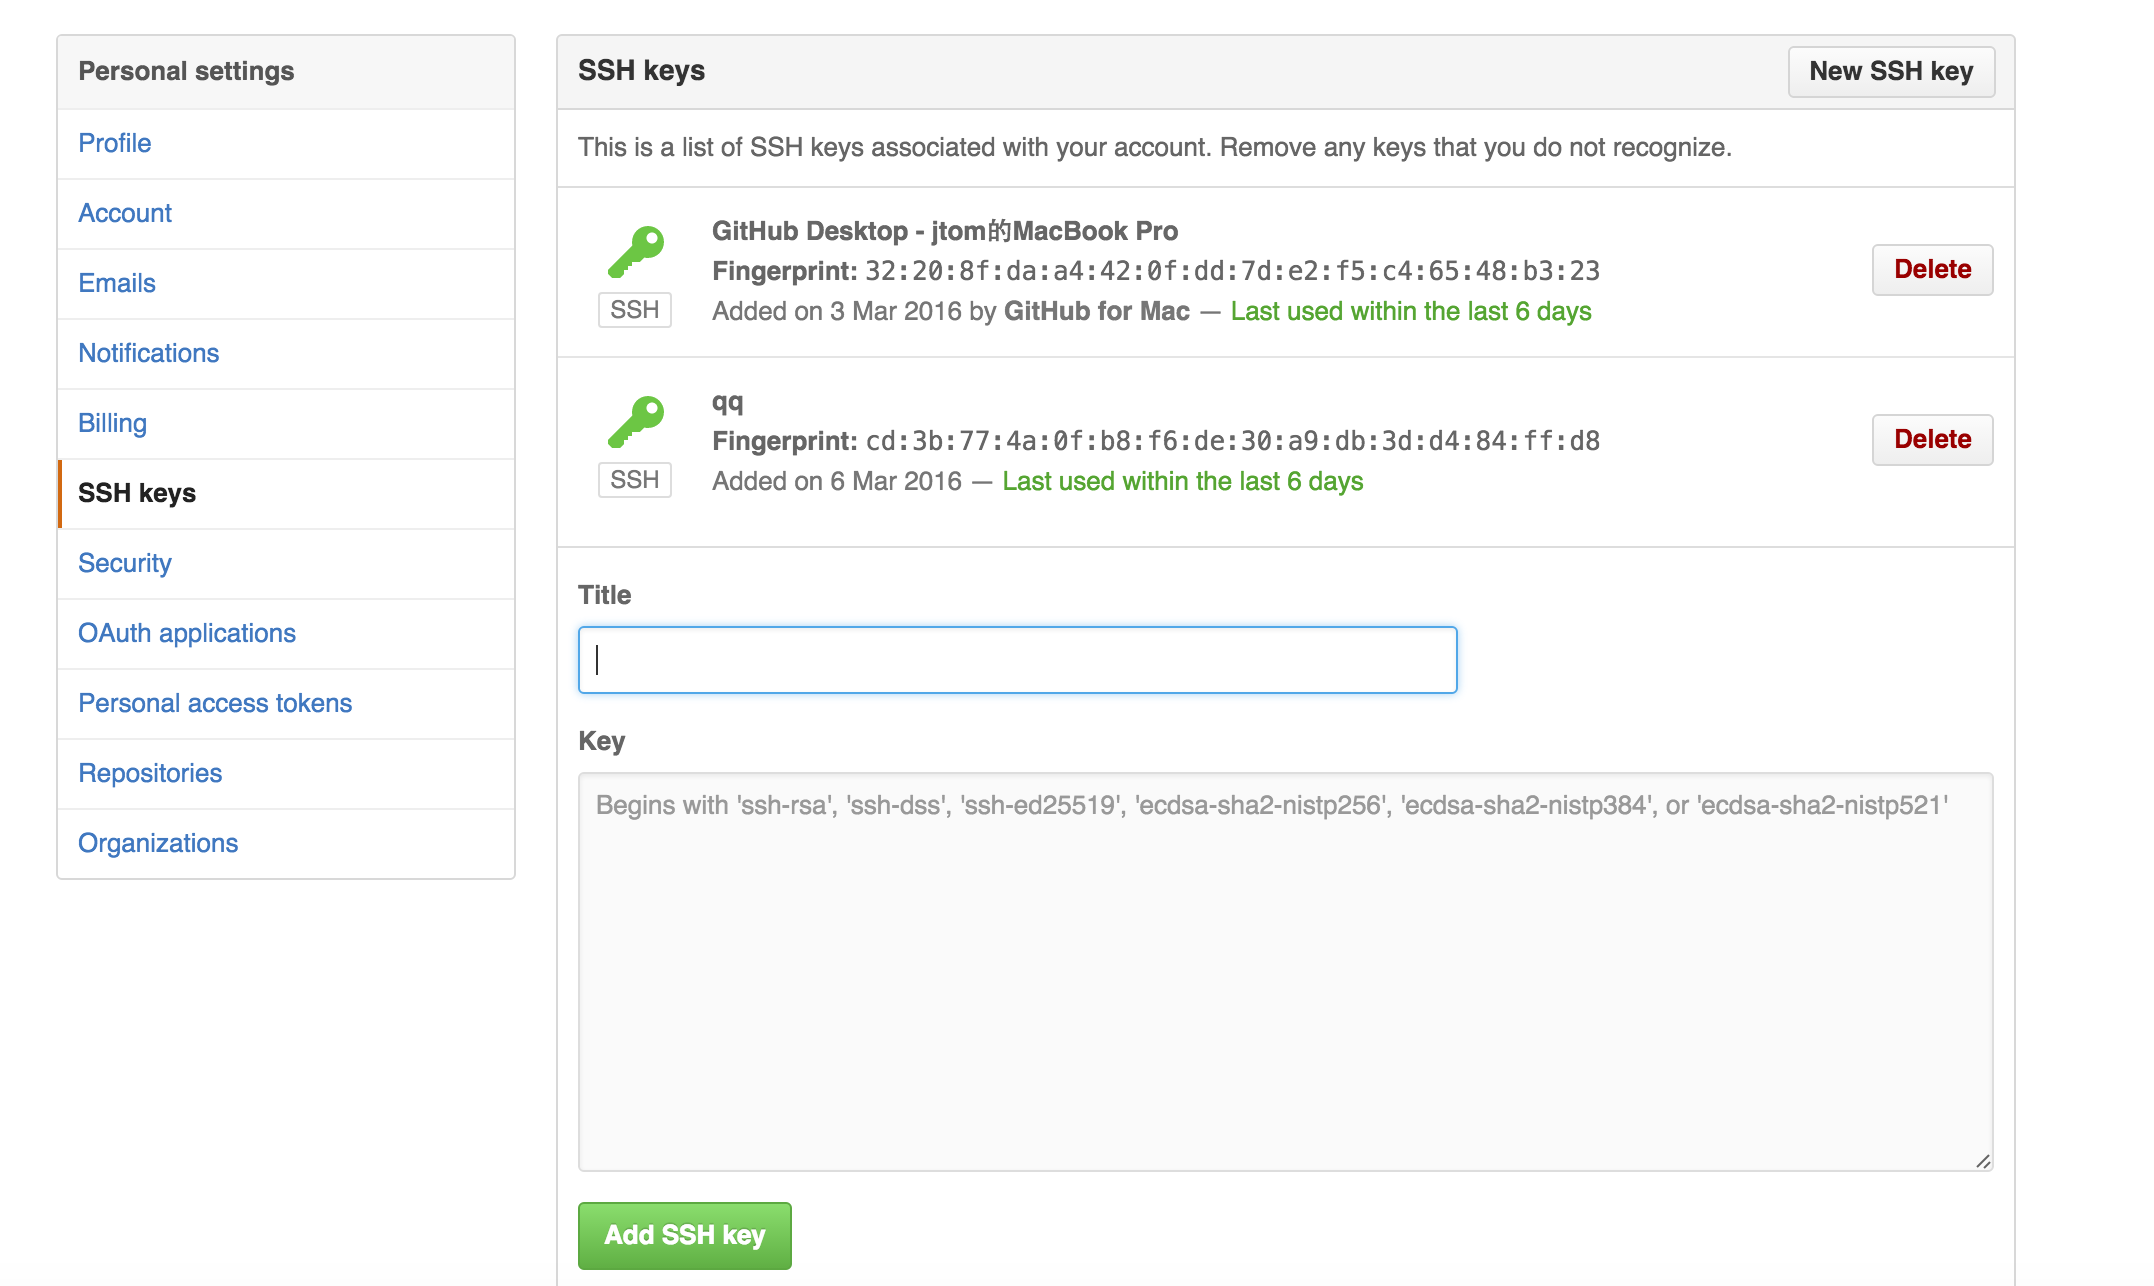 Personal settings
Profile
Account
Emails
Notifications
Billing
SSH keys
Security
OAuth applications
Personal access tokens
Repositories
Organizations
SSH keys
New SSH key
This is a list of SSH keys associated with your account. Remove any keys that you do not recognize.
GitHub Desktop - jtom的MacBook Pro
Fingerprint: 32:20:8f:da:a4:42:0f:dd:7d:e2:f5:c4:65:48:b3:23
SSH
Added on 3 Mar 2016 by GitHub for Mac — Last used within the last 6 days
Delete
qq
Fingerprint: cd:3b:77:4a:0f:b8:f6:de:30:a9:db:3d:d4:84:ff:d8
SSH
Added on 6 Mar 2016 — Last used within the last 6 days
Delete
Title
Key
Begins with 'ssh-rsa', 'ssh-dss', 'ssh-ed25519', 'ecdsa-sha2-nistp256', 'ecdsa-sha2-nistp384', or 'ecdsa-sha2-nistp521'
Add SSH key